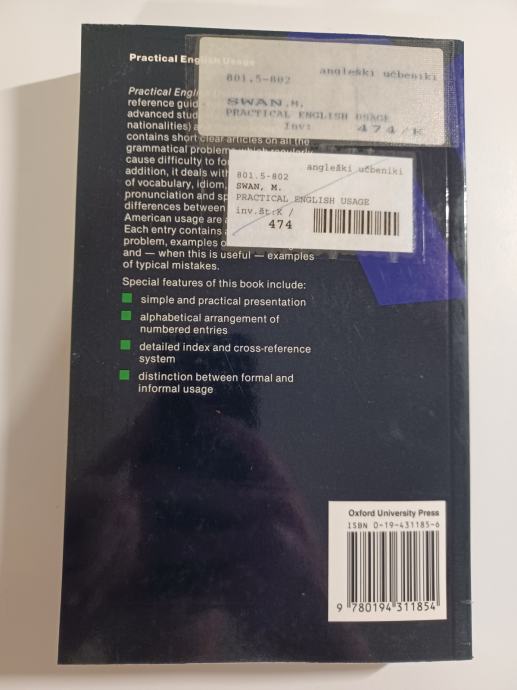 Practical English Usage
801.5-802 angleški učbeniki
SWAN,M.
PRACTICAL ENGLISH USAGE
Inv: 474/K
Practical Engli
reference guid
advanced stud
nationalities) a
contains short clear articles on all the
grammatical problems which regularly
cause difficulty to fo
addition, it deals with
of vocabulary, idiom,
pronunciation and sp
differences between
American usage are a
Each entry contains a
problem, examples o
and — when this is useful — examples
of typical mistakes.
angleški učbeniki
801.5-802
SWAN, M.
PRACTICAL ENGLISH USAGE
inv.št:K /
474
Special features of this book include:
simple and practical presentation
alphabetical arrangement of
numbered entries
detailed index and cross-reference
system
distinction between formal and
informal usage
Oxford University Press
ISBN 0-19-431185-6
9 780194 311854